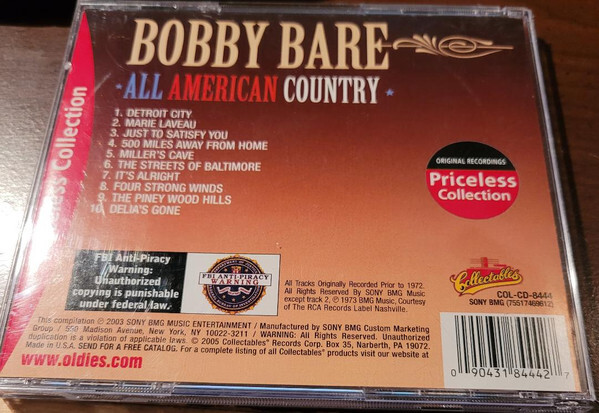 BOBBY BARE
ALL AMERICAN COUNTRY
1. DETROIT CITY
2. MARIE LAVEAU
3. JUST TO SATISFY YOU
4. 500 MILES AWAY FROM HOME
5. MILLER'S CAVE
6. THE STREETS OF BALTIMORE
7. IT'S ALRIGHT
8. FOUR STRONG WINDS
9. THE PINEY WOOD HILLS
10. DELIA'S GONE
ess Collection
ORIGINAL RECORDINGS
Priceless
Collection
FBI Anti-Piracy
Warning:
Unauthorized
copying is punishable
under federal law.
FBI ANTI-PIRACY
WARNING
All Tracks Originally Recorded Prior to 1972.
All Rights Reserved By SONY BMG Music
except track 2, ℗ 1973 BMG Music, Courtesy
of The RCA Records Label Nashville.
Collectables
COL-CD-8444
SONY BMG (75517469612)
This compilation ℗ 2003 SONY BMG MUSIC ENTERTAINMENT / Manufactured by SONY BMG Custom Marketing
Group / 550 Madison Avenue, New York, NY 10022-3211 / WARNING: All Rights Reserved. Unauthorized
duplication is a violation of applicable laws. © 2005 Collectables® Records Corp. Box 35, Narberth, PA 19072.
Made in U.S.A. SEND FOR A FREE CATALOG. For a complete listing of all Collectables® products visit our website at
www.oldies.com®
0 90431 84442 7